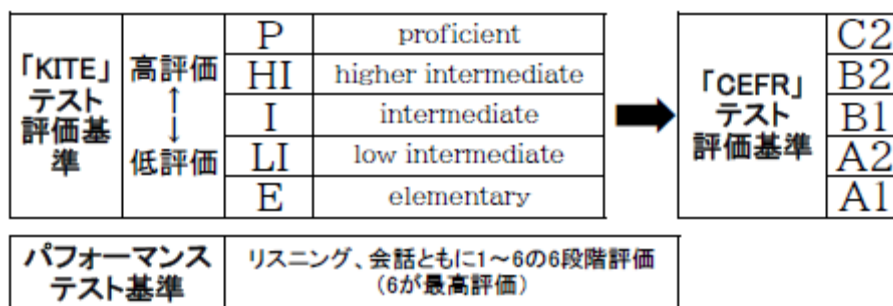 「KITE」
テスト
評価基
準
高評価
↑
↓
低評価
P proficient
HI higher intermediate
I intermediate
LI low intermediate
E elementary
「CEFR」
テスト
評価基準
C2
B2
B1
A2
A1
パフォーマンス
テスト基準
リスニング、会話ともに1～6の6段階評価
(6が最高評価)